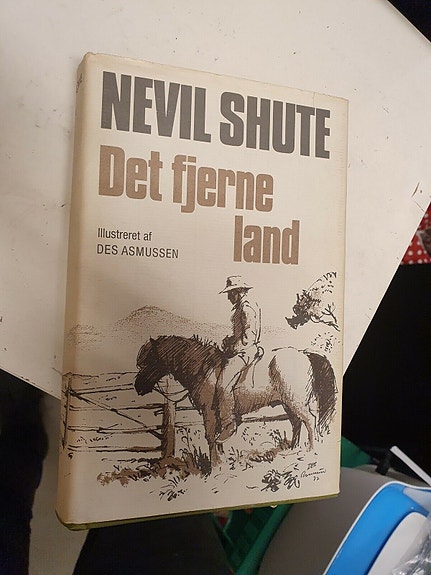 NEVIL SHUTE
Det fjerne
land
Illustreret af
DES ASMUSSEN